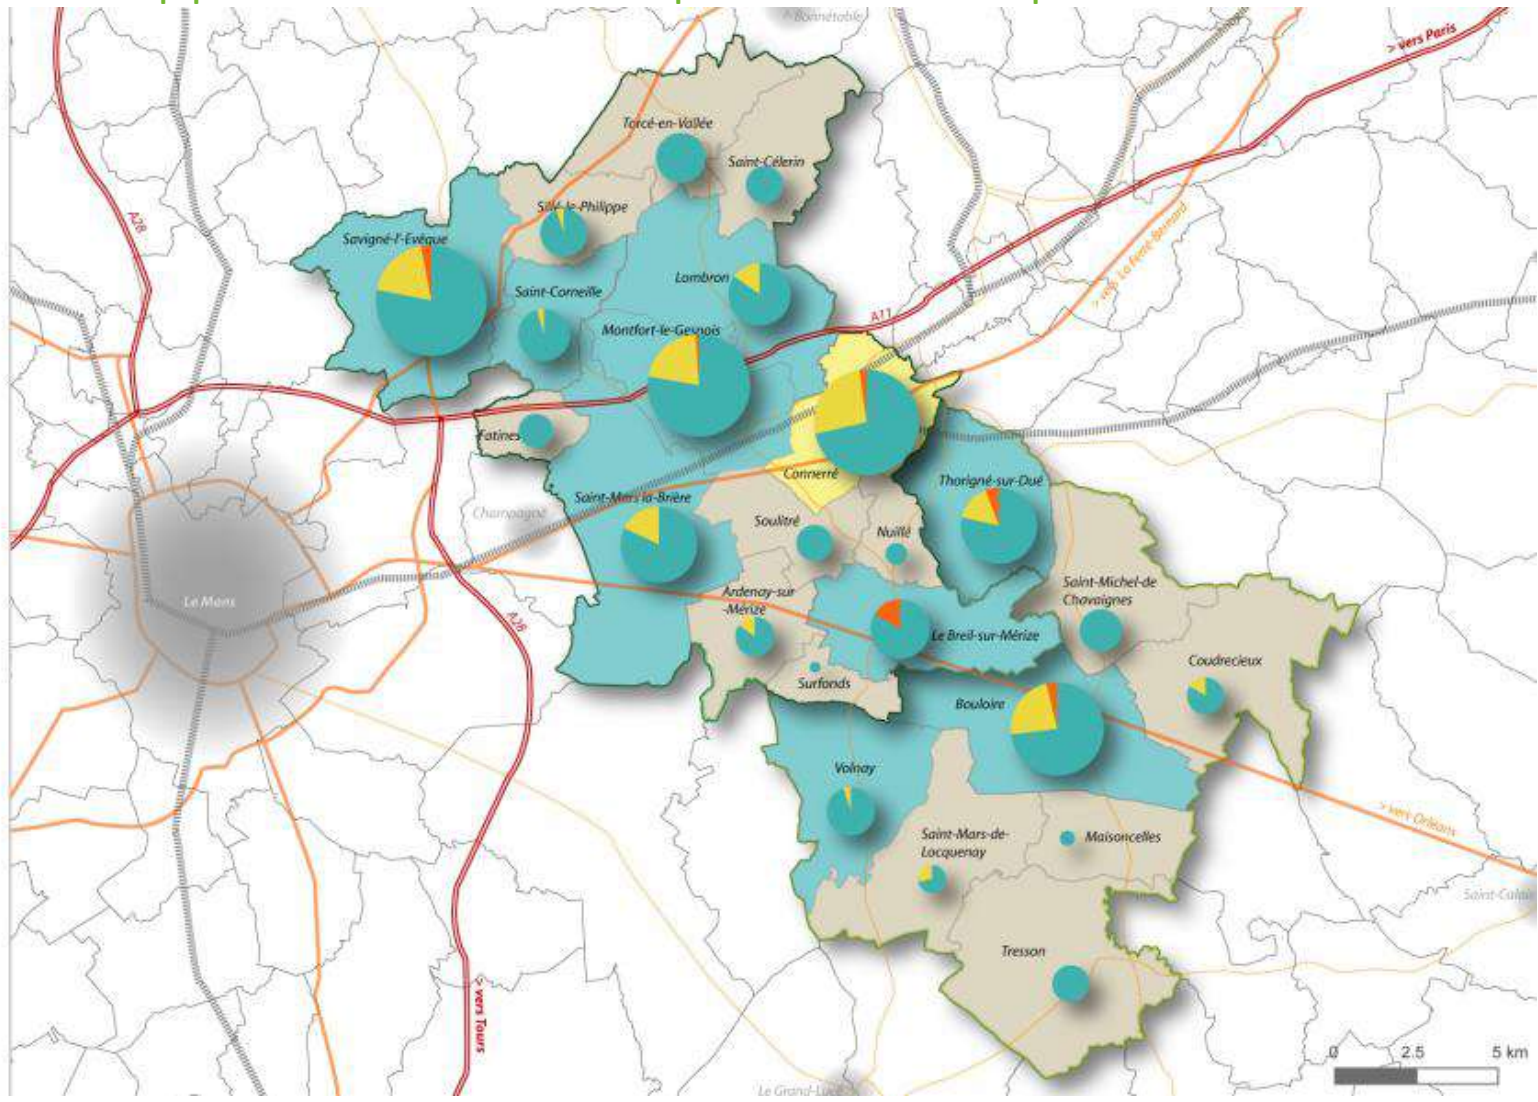 Bonnétable
> vers Paris
Torcé-en-Vallée
Saint-Célerin
Sillé-le-Philippe
A28
Savigné-l'-Evêque
> vers La Ferté-Bernard
Lombron
Saint-Corneille
A11
Montfort-le-Gesnois
Fatines
Connerré
Thorigné-sur-Dué
Saint-Mars-la-Brière
Champagné
Soulitré
Nuillé
Saint-Michel-de
Chavaignes
Ardenay-sur
-Mérize
Le Mans
A28
Le Breil-sur-Mérize
Coudrecieux
Surfonds
Bouloire
Volnay
> vers Orléans
Saint-Mars-de-
Locquenay
Maisoncelles
Saint-Calais
Tresson
> vers Tours
0 2.5 5 km
Le Grand-Lucé